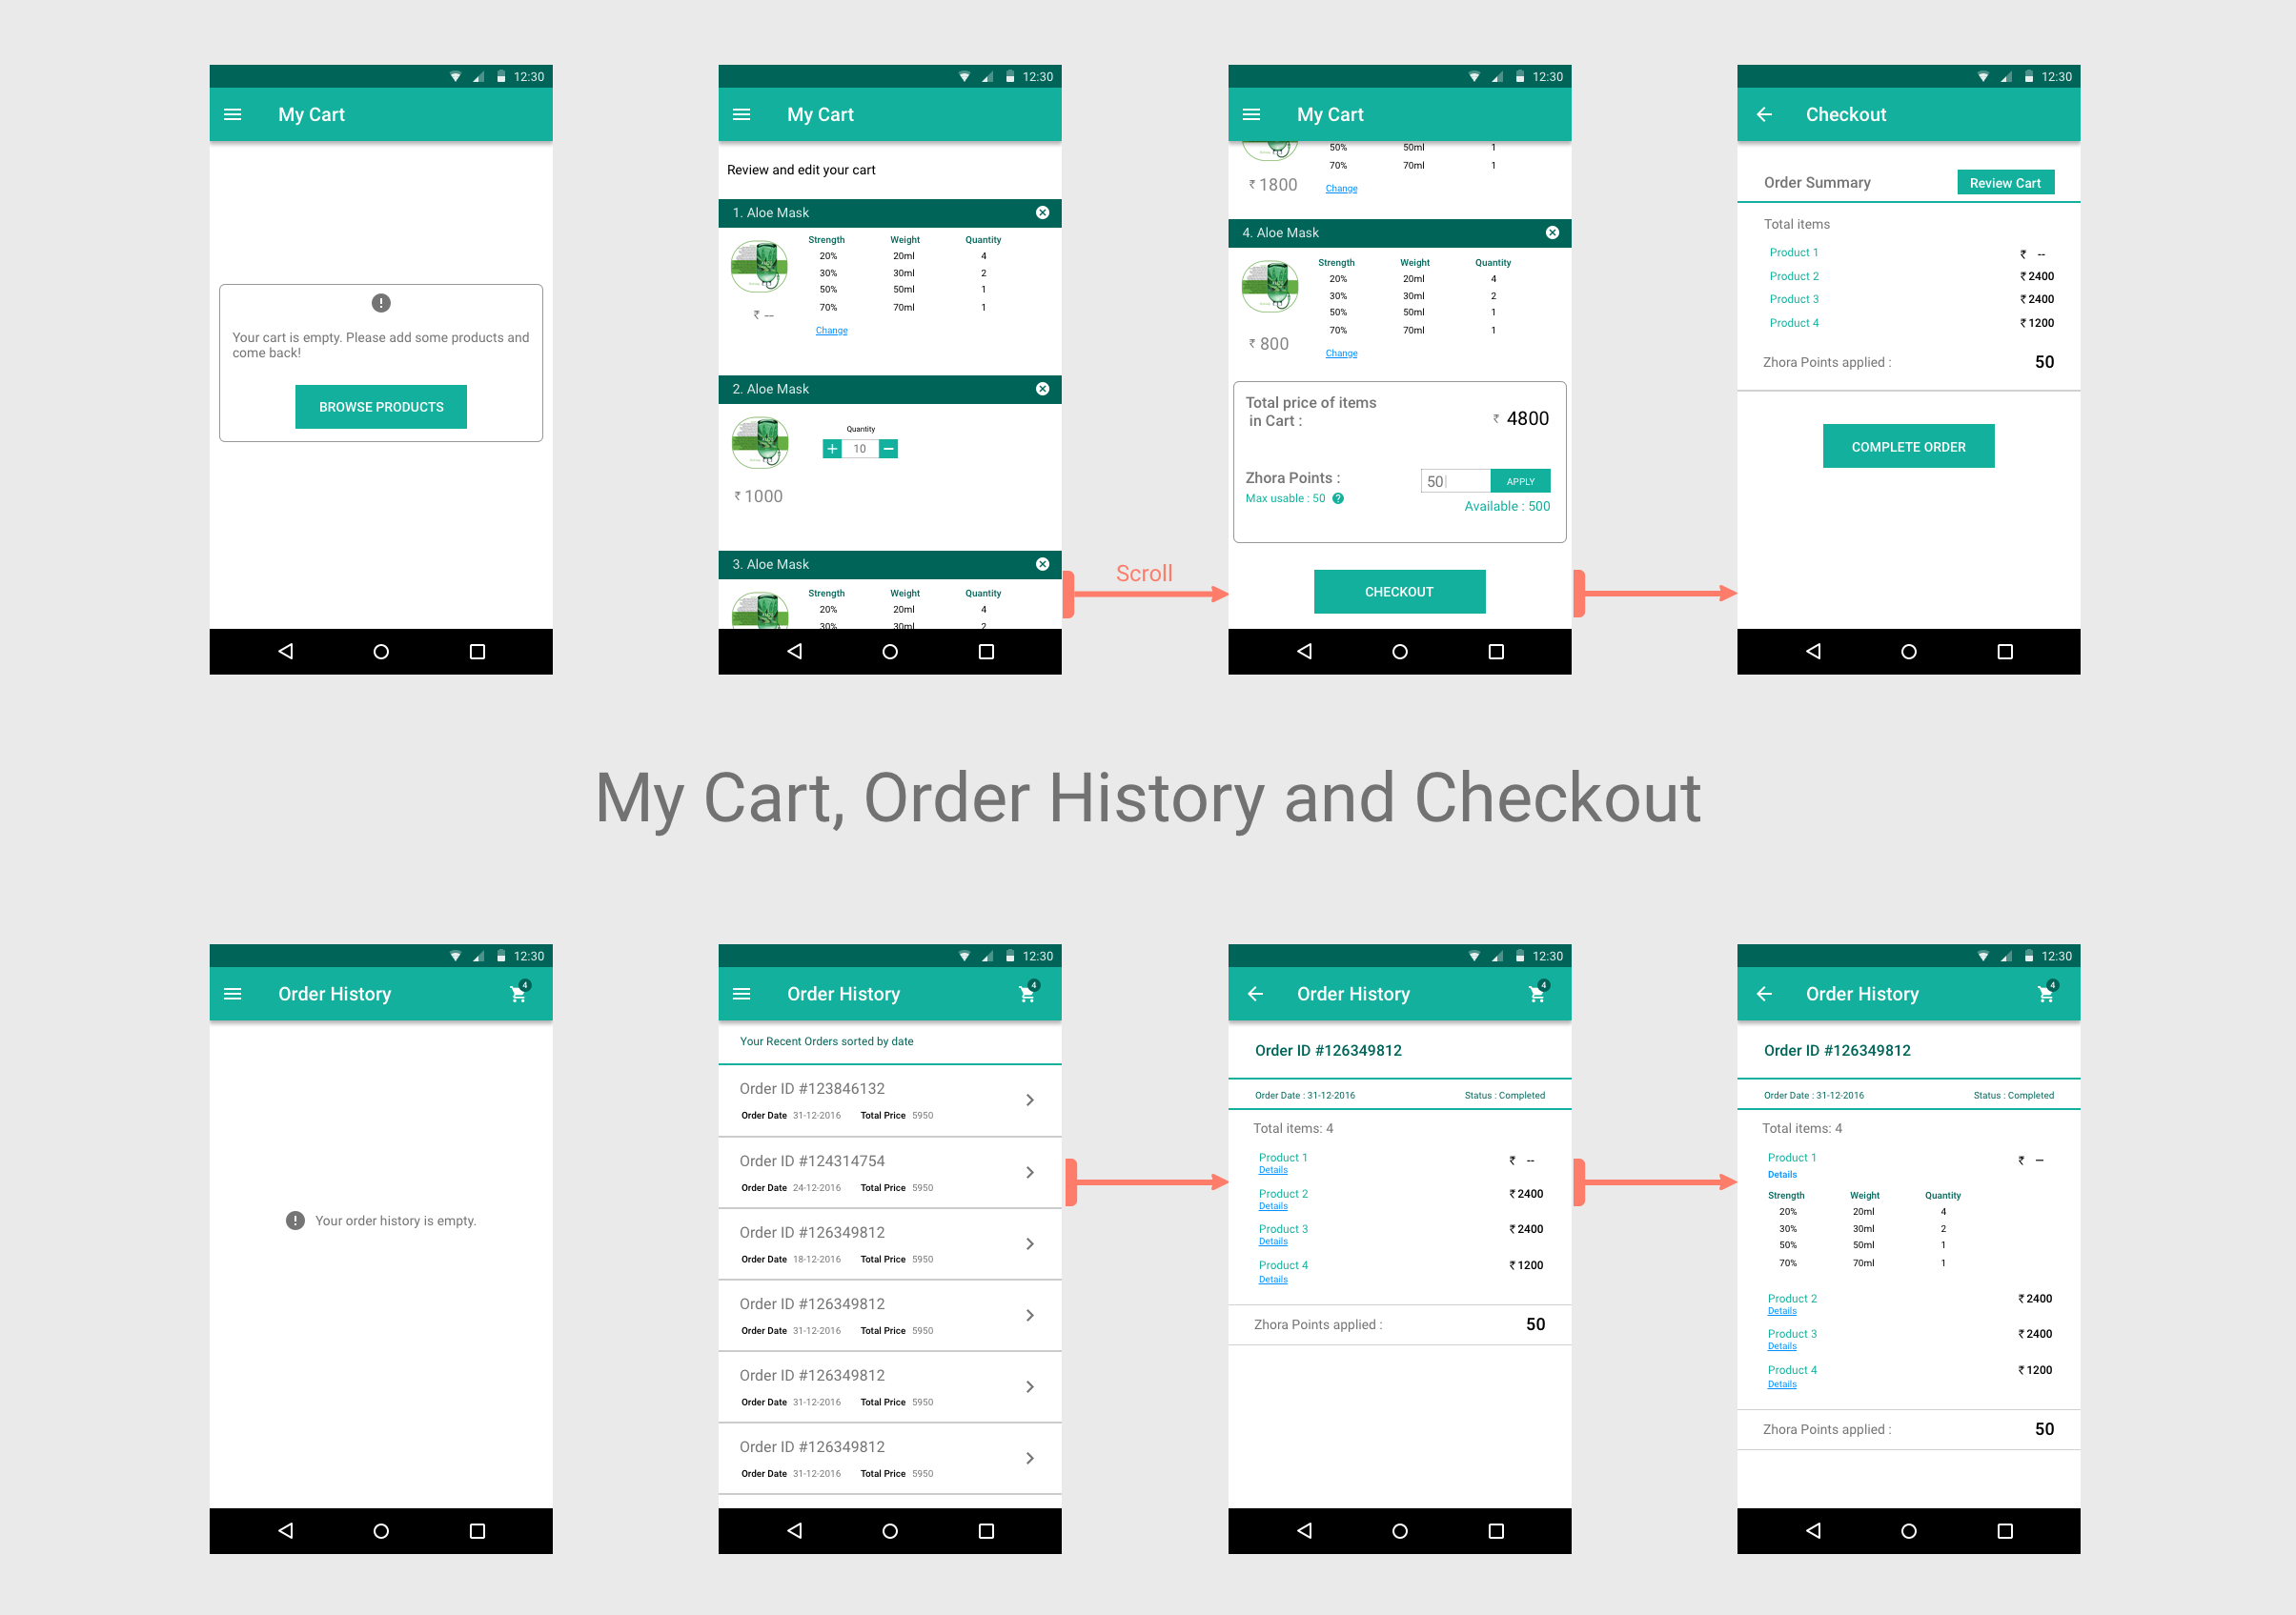 12:30
My Cart
Your cart is empty. Please add some products and
come back!
BROWSE PRODUCTS
12:30
My Cart
Review and edit your cart
1. Aloe Mask
Strength Weight Quantity
20% 20ml 4
30% 30ml 2
50% 50ml 1
70% 70ml 1
₹ --
Change
2. Aloe Mask
Quantity
+ 10 −
₹ 1000
3. Aloe Mask
Strength Weight Quantity
20% 20ml 4
30% 30ml 2
Scroll
12:30
My Cart
50% 50ml 1
70% 70ml 1
₹ 1800
Change
4. Aloe Mask
Strength Weight Quantity
20% 20ml 4
30% 30ml 2
50% 50ml 1
70% 70ml 1
₹ 800
Change
Total price of items
in Cart :
₹ 4800
Zhora Points :
50 APPLY
Max usable : 50 ?
Available : 500
CHECKOUT
12:30
Checkout
Order Summary Review Cart
Total items
Product 1 ₹ --
Product 2 ₹ 2400
Product 3 ₹ 2400
Product 4 ₹ 1200
Zhora Points applied : 50
COMPLETE ORDER
My Cart, Order History and Checkout
12:30
Order History 4
Your order history is empty.
12:30
Order History 4
Your Recent Orders sorted by date
Order ID #123846132
Order Date 31-12-2016 Total Price 5950
Order ID #124314754
Order Date 24-12-2016 Total Price 5950
Order ID #126349812
Order Date 18-12-2016 Total Price 5950
Order ID #126349812
Order Date 31-12-2016 Total Price 5950
Order ID #126349812
Order Date 31-12-2016 Total Price 5950
Order ID #126349812
Order Date 31-12-2016 Total Price 5950
12:30
Order History 4
Order ID #126349812
Order Date : 31-12-2016 Status : Completed
Total items: 4
Product 1 ₹ --
Details
Product 2 ₹ 2400
Details
Product 3 ₹ 2400
Details
Product 4 ₹ 1200
Details
Zhora Points applied : 50
12:30
Order History 4
Order ID #126349812
Order Date : 31-12-2016 Status : Completed
Total items: 4
Product 1 ₹ --
Details
Strength Weight Quantity
20% 20ml 4
30% 30ml 2
50% 50ml 1
70% 70ml 1
Product 2 ₹ 2400
Details
Product 3 ₹ 2400
Details
Product 4 ₹ 1200
Details
Zhora Points applied : 50